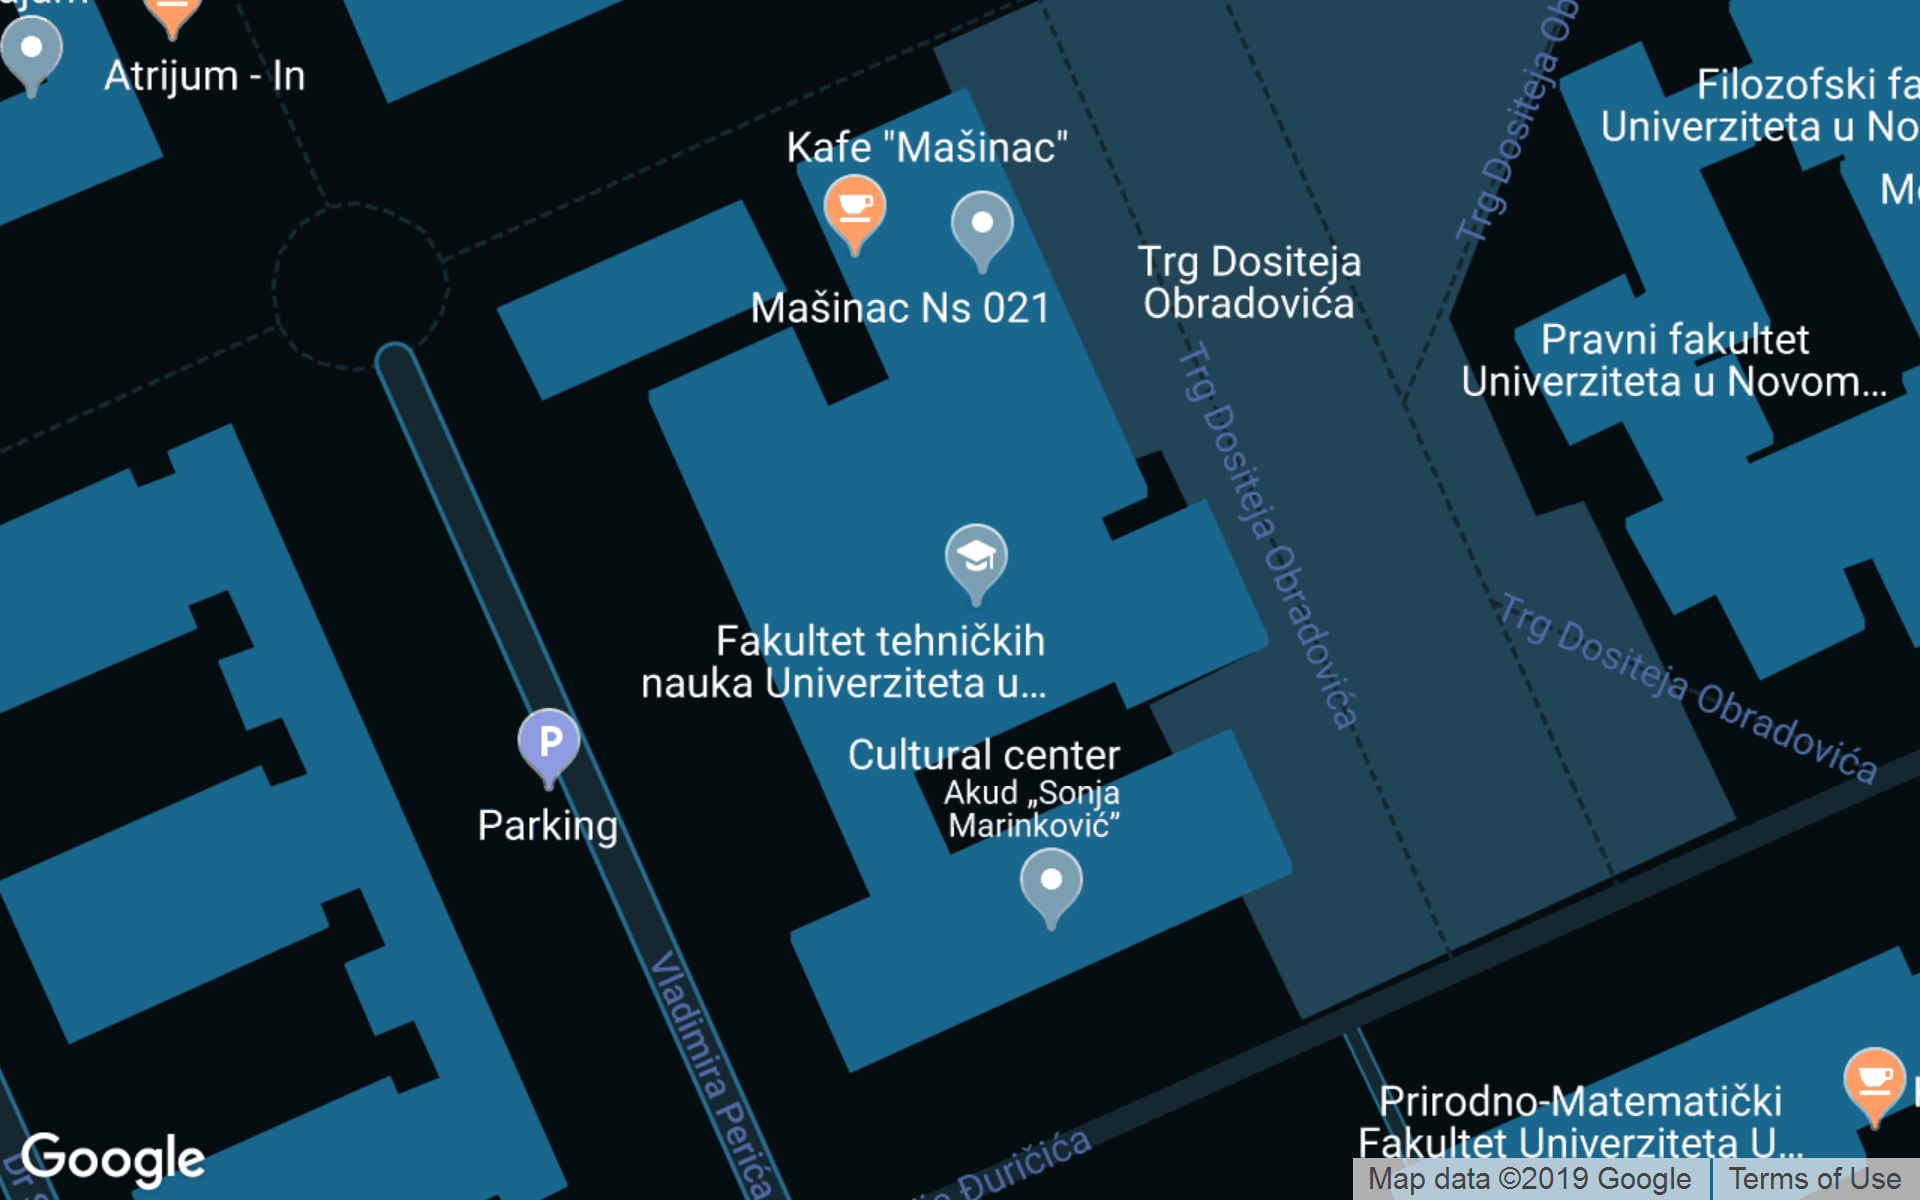 Atrijum - In
Kafe "Mašinac"
Mašinac Ns 021
Trg Dositeja
Obradovića
Trg Dositeja Ob
Filozofski fa
Univerziteta u No
Pravni fakultet
Univerziteta u Novom...
Trg Dositeja Obradovića
Trg Dositeja Obradovića
Fakultet tehničkih
nauka Univerziteta u...
P
Parking
Cultural center
Akud „Sonja
Marinković”
Vladimira Perića
Đuričića
Prirodno-Matematički
Fakultet Univerziteta U...
Google
Map data ©2019 Google
Terms of Use